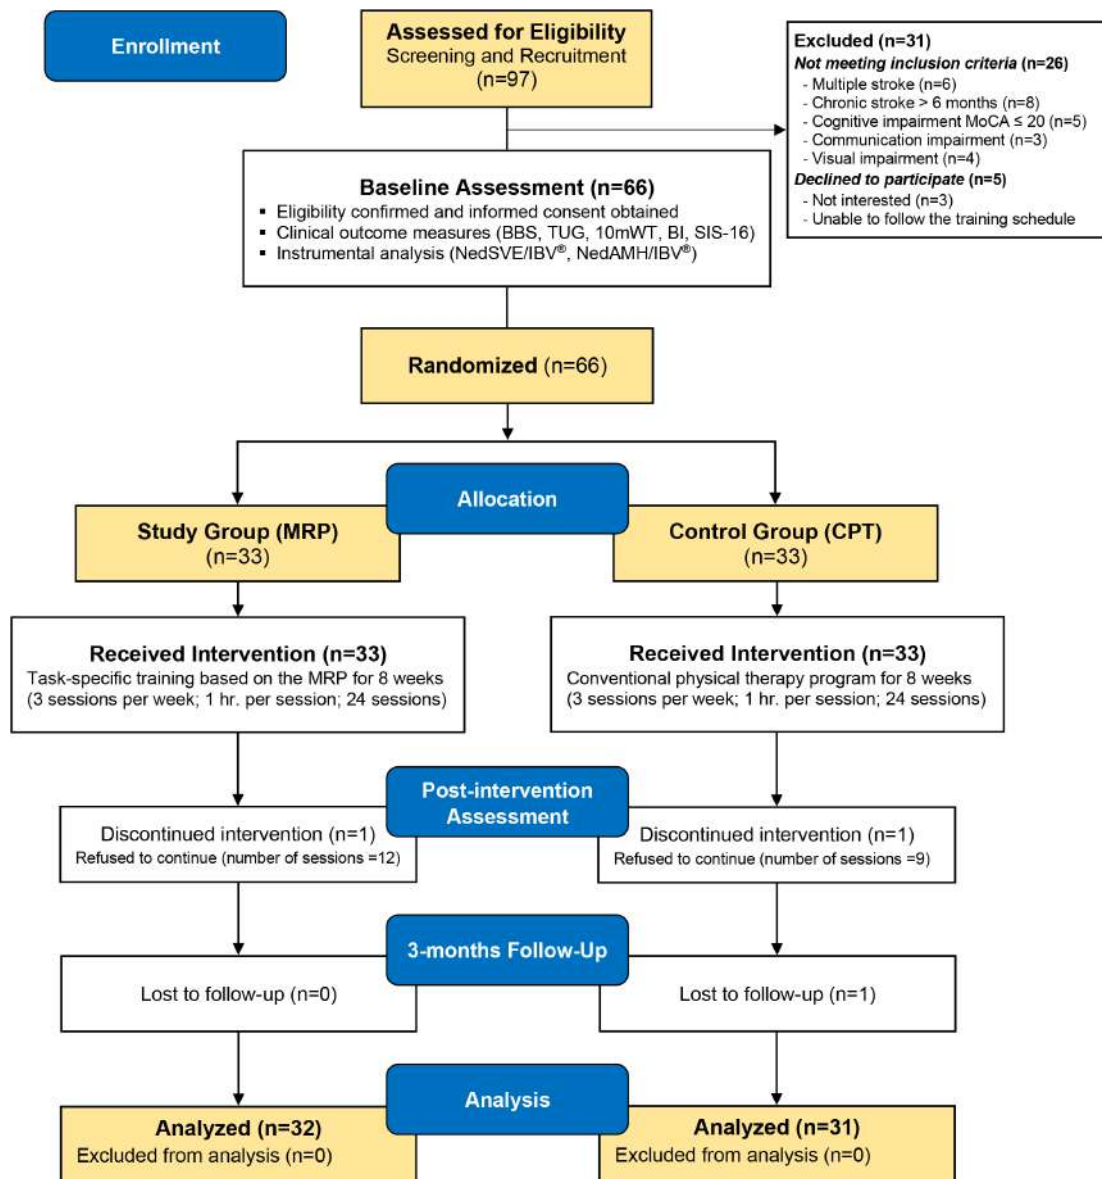 Enrollment
Assessed for Eligibility
Screening and Recruitment
(n=97)
Excluded (n=31)
Not meeting inclusion criteria (n=26)
- Multiple stroke (n=6)
- Chronic stroke > 6 months (n=8)
- Cognitive impairment MoCA ≤ 20 (n=5)
- Communication impairment (n=3)
- Visual impairment (n=4)
Declined to participate (n=5)
- Not interested (n=3)
- Unable to follow the training schedule
Baseline Assessment (n=66)
▪ Eligibility confirmed and informed consent obtained
▪ Clinical outcome measures (BBS, TUG, 10mWT, BI, SIS-16)
▪ Instrumental analysis (NedSVE/IBV®, NedAMH/IBV®)
Randomized (n=66)
Allocation
Study Group (MRP)
(n=33)
Control Group (CPT)
(n=33)
Received Intervention (n=33)
Task-specific training based on the MRP for 8 weeks
(3 sessions per week; 1 hr. per session; 24 sessions)
Received Intervention (n=33)
Conventional physical therapy program for 8 weeks
(3 sessions per week; 1 hr. per session; 24 sessions)
Post-intervention
Assessment
Discontinued intervention (n=1)
Refused to continue (number of sessions =12)
Discontinued intervention (n=1)
Refused to continue (number of sessions =9)
3-months Follow-Up
Lost to follow-up (n=0)
Lost to follow-up (n=1)
Analysis
Analyzed (n=32)
Excluded from analysis (n=0)
Analyzed (n=31)
Excluded from analysis (n=0)